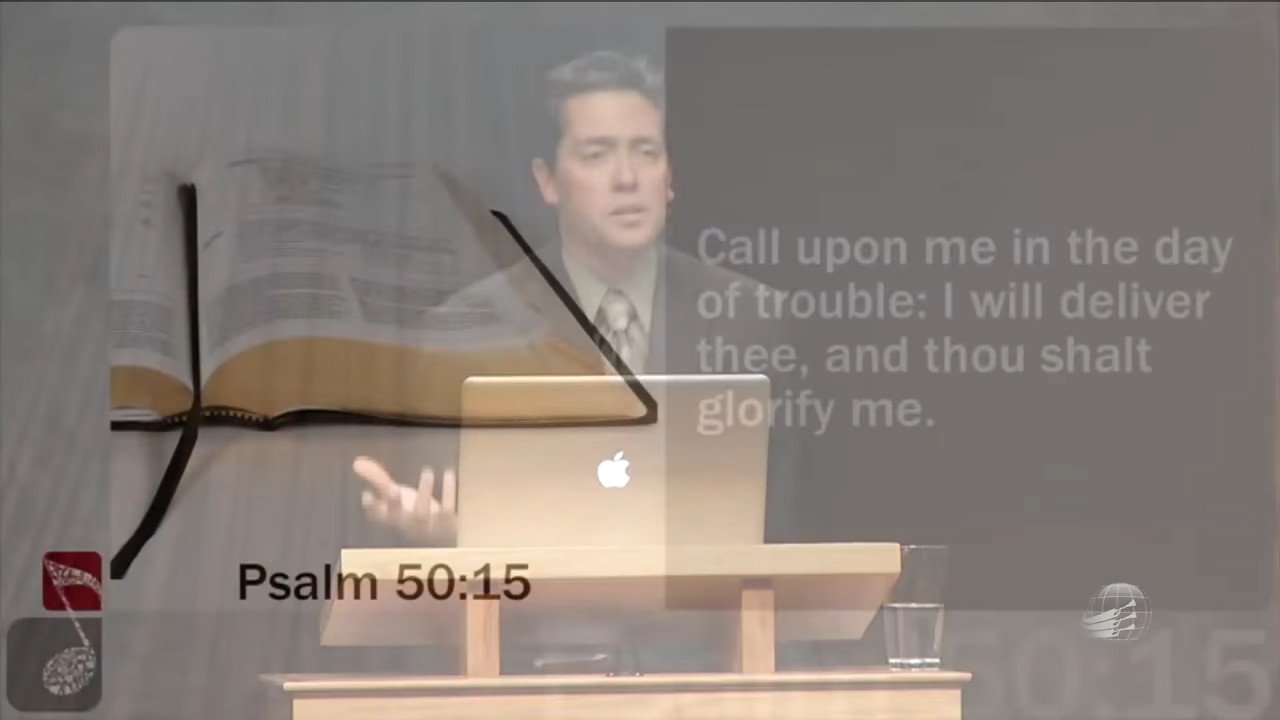 Call upon me in the day
of trouble: I will deliver
thee, and thou shalt
glorify me.
Psalm 50:15
50:15